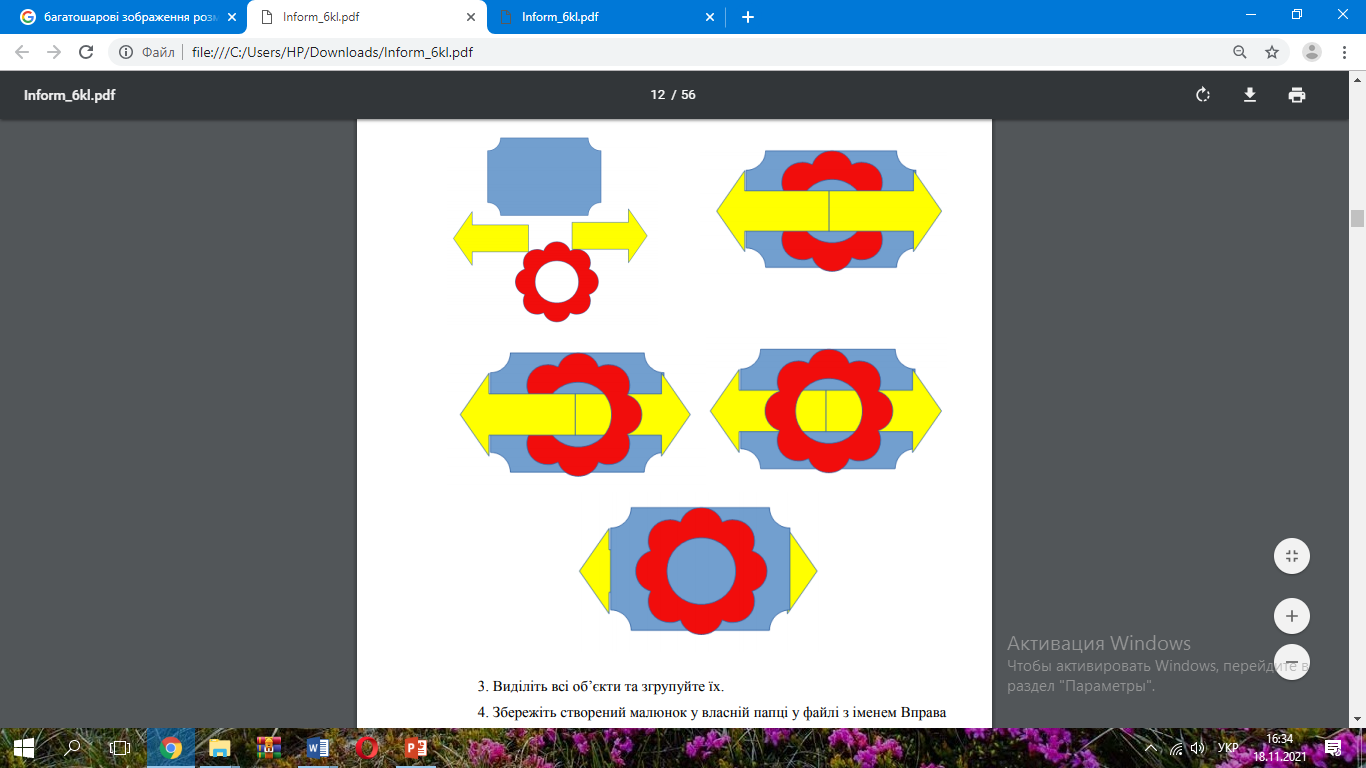 багатошарові зображення розм
Inform_6kl.pdf
Inform_6kl.pdf
Файл
file:///C:/Users/HP/Downloads/Inform_6kl.pdf
Inform_6kl.pdf
12 / 56
3. Виділіть всі об’єкти та згрупуйте їх.
4. Збережіть створений малюнок у власній папці у файлі з іменем Вправа
Активация Windows
Чтобы активировать Windows, перейдите в
раздел "Параметры".
УКР
16:34
18.11.2021